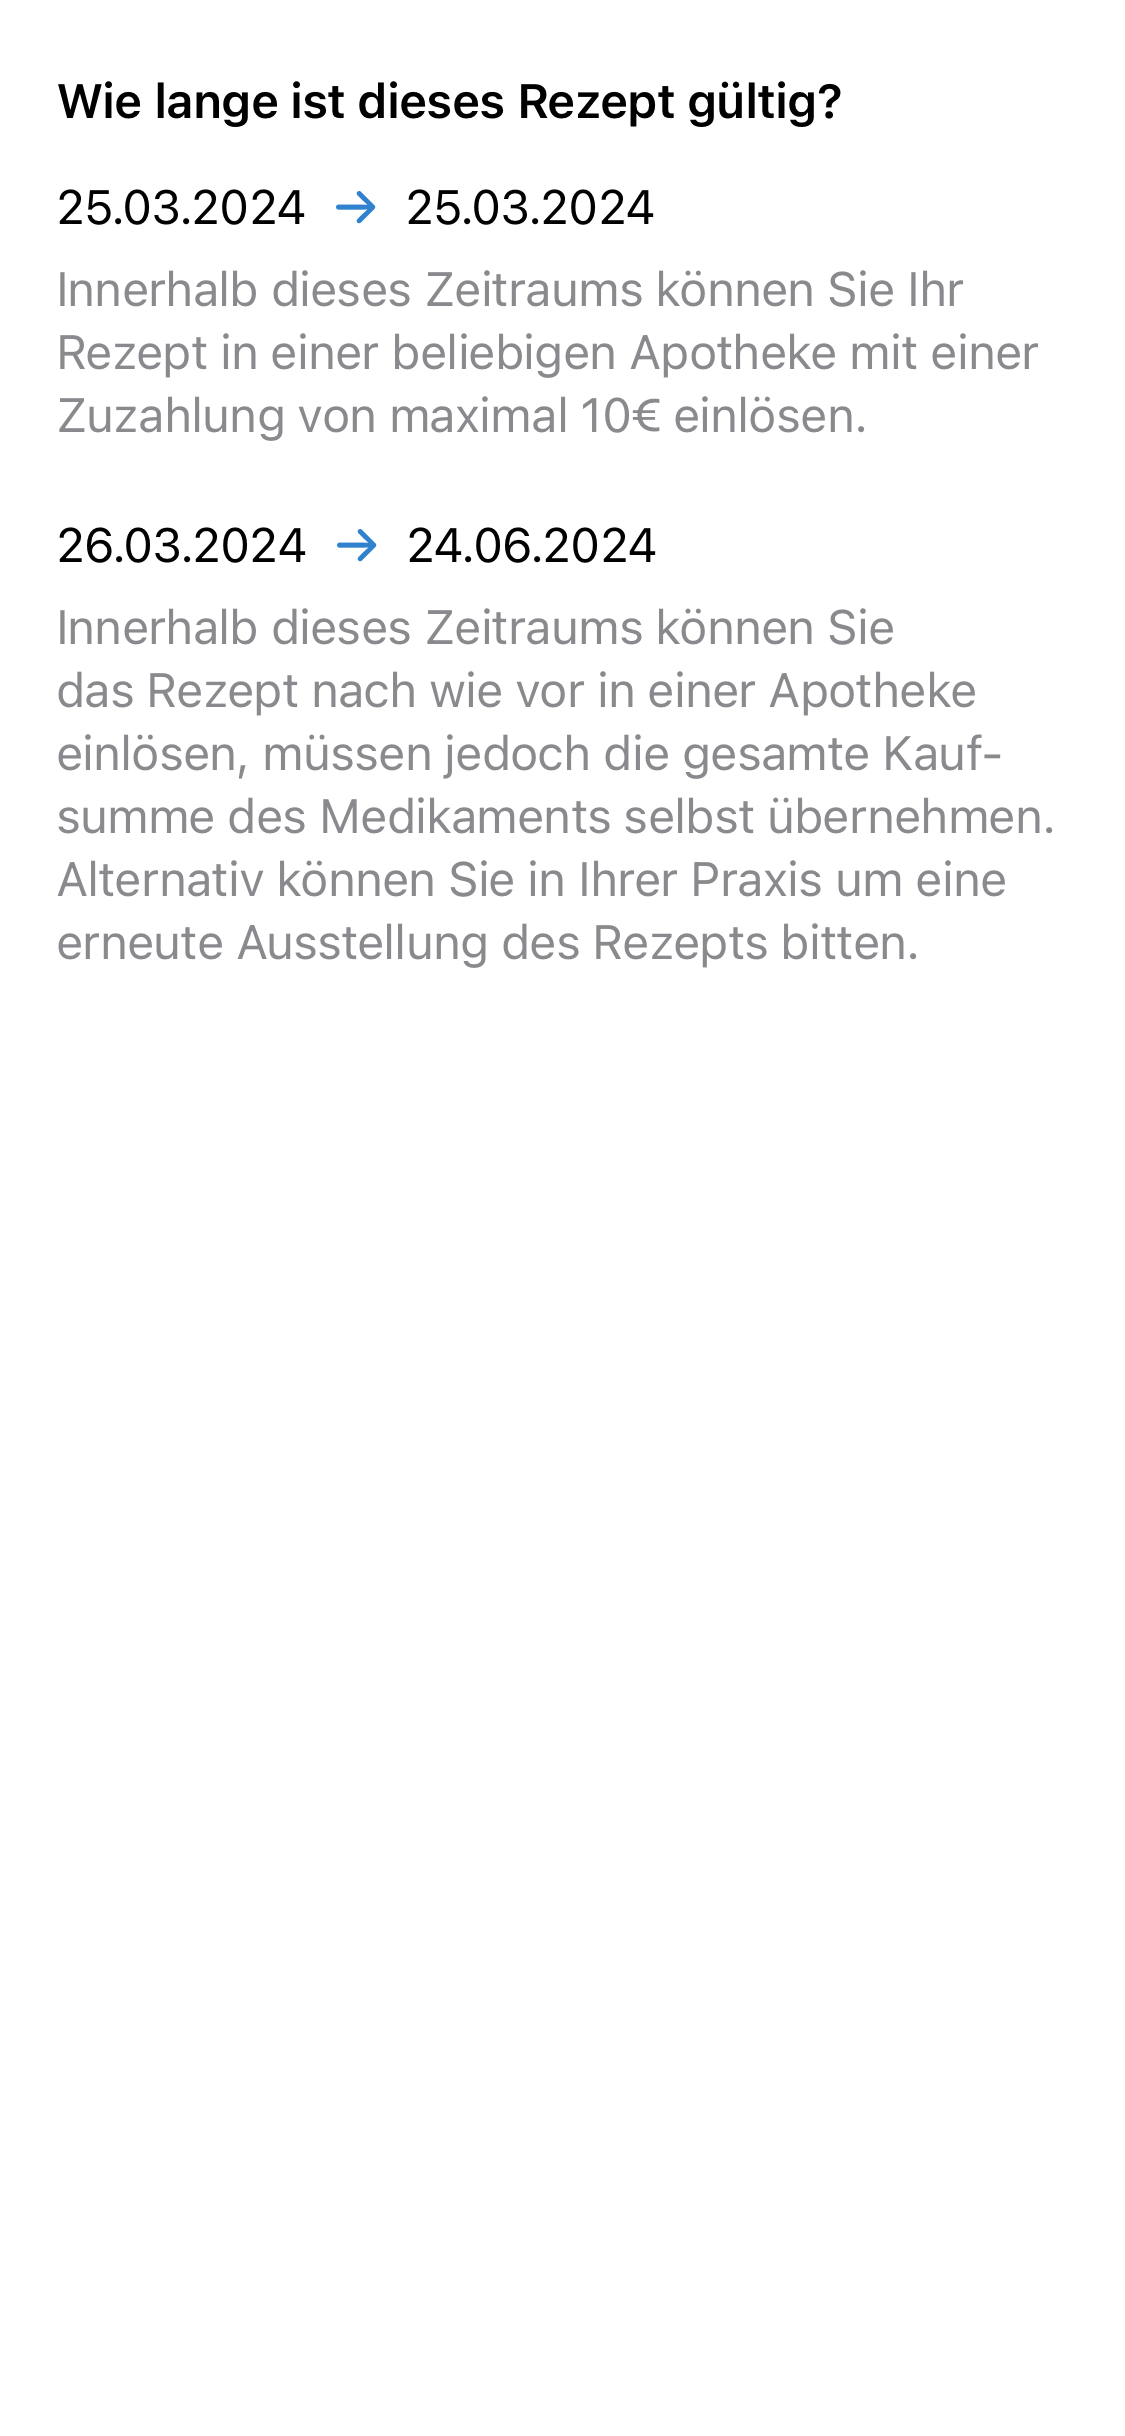 Wie lange ist dieses Rezept gültig?
25.03.2024 → 25.03.2024
Innerhalb dieses Zeitraums können Sie Ihr
Rezept in einer beliebigen Apotheke mit einer
Zuzahlung von maximal 10€ einlösen.
26.03.2024 → 24.06.2024
Innerhalb dieses Zeitraums können Sie
das Rezept nach wie vor in einer Apotheke
einlösen, müssen jedoch die gesamte Kauf-
summe des Medikaments selbst übernehmen.
Alternativ können Sie in Ihrer Praxis um eine
erneute Ausstellung des Rezepts bitten.